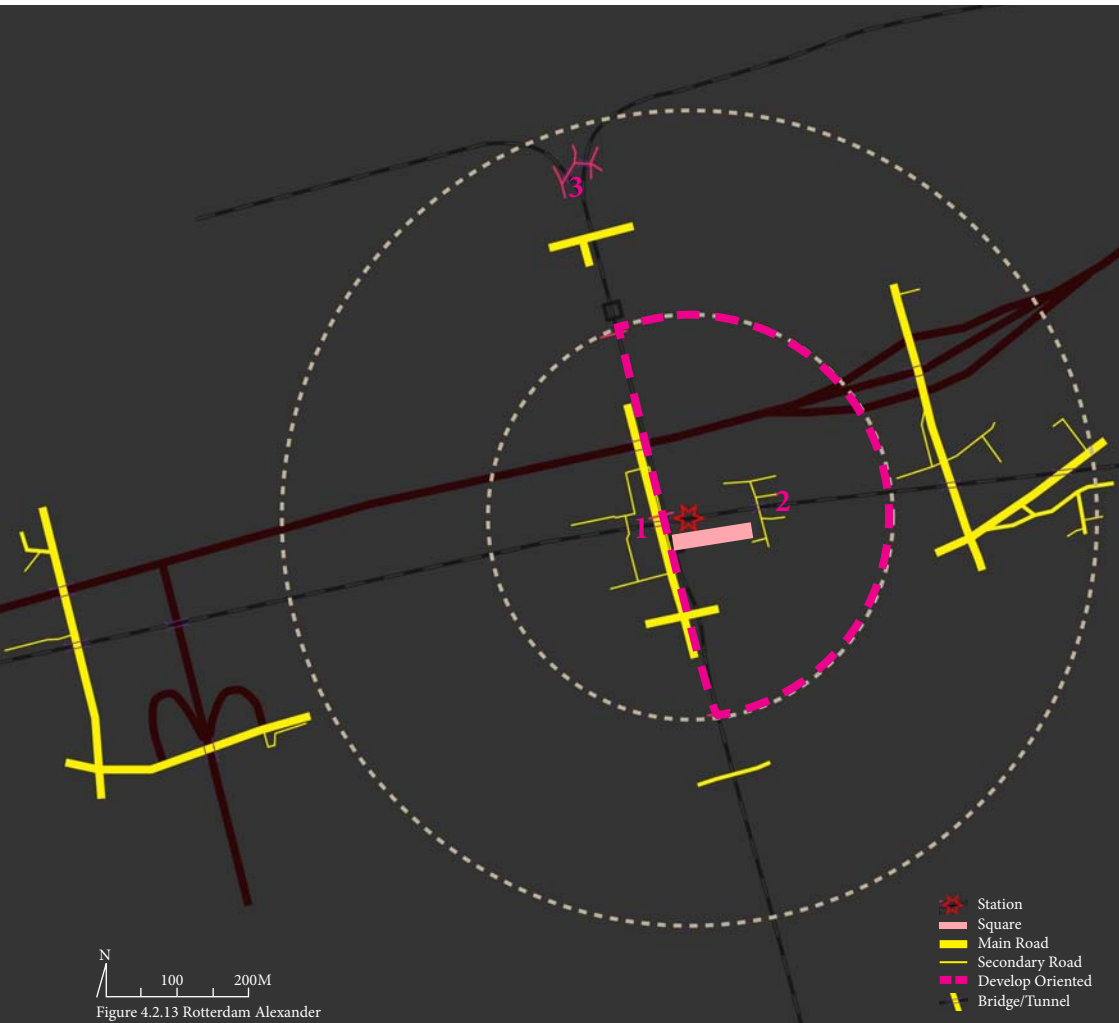 3
1
2
Station
Square
Main Road
Secondary Road
Develop Oriented
Bridge/Tunnel
N
100 200M
Figure 4.2.13 Rotterdam Alexander